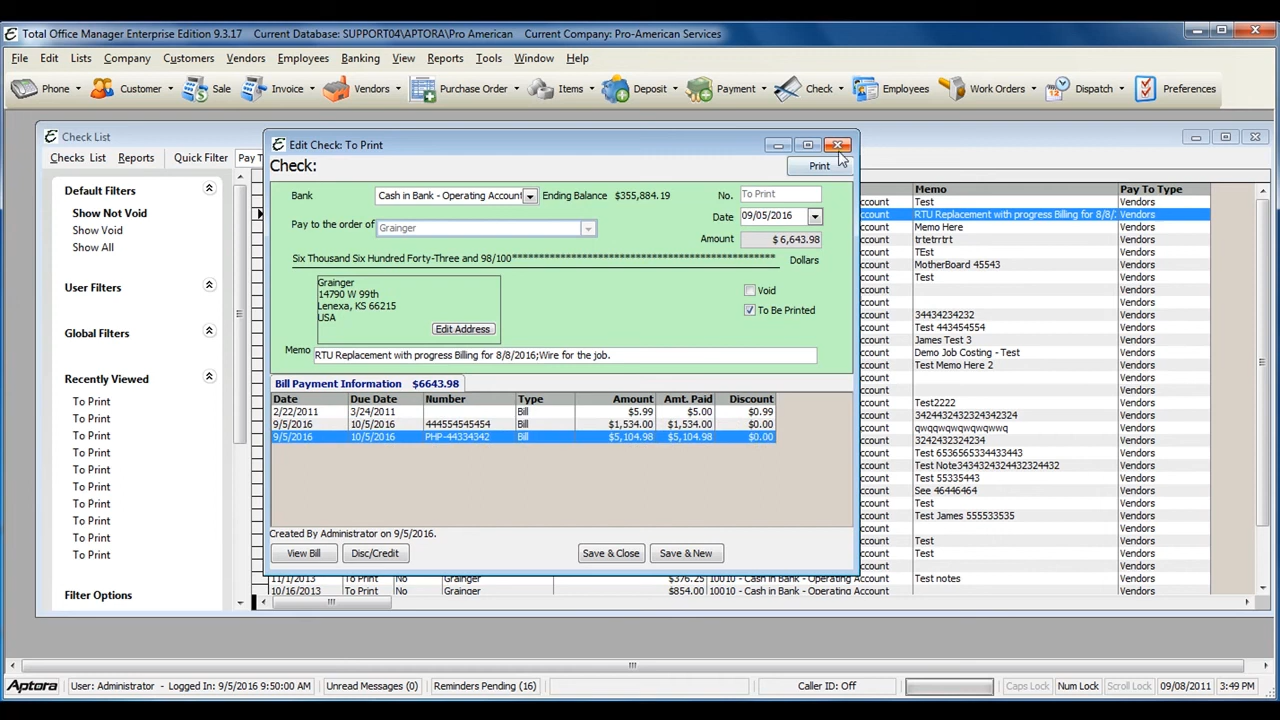 Total Office Manager Enterprise Edition 9.3.17 Current Database: SUPPORT04\APTORA\Pro American Current Company: Pro-American Services
File Edit Lists Company Customers Vendors Employees Banking View Reports Tools Window Help
Phone Customer Sale Invoice Vendors Purchase Order Items Deposit Payment Check Employees Work Orders Dispatch Preferences
Check List
Checks List Reports Quick Filter Pay T
Default Filters
Show Not Void
Show Void
Show All
User Filters
Global Filters
Recently Viewed
To Print
To Print
To Print
To Print
To Print
To Print
To Print
To Print
To Print
To Print
Filter Options
Edit Check: To Print
Check:
Print
Bank Cash in Bank - Operating Account Ending Balance $355,884.19 No. To Print
Date 09/05/2016
Pay to the order of Grainger
Amount $ 6,643.98
Six Thousand Six Hundred Forty-Three and 98/100 Dollars
Grainger
14790 W 99th
Lenexa, KS 66215
USA
Edit Address
Void
To Be Printed
Memo RTU Replacement with progress Billing for 8/8/2016;Wire for the job.
Bill Payment Information $6643.98
Date Due Date Number Type Amount Amt. Paid Discount
2/22/2011 3/24/2011 Bill $5.99 $5.00 $0.99
9/5/2016 10/5/2016 444554545454 Bill $1,534.00 $1,534.00 $0.00
9/5/2016 10/5/2016 PHP-44334342 Bill $5,104.98 $5,104.98 $0.00
Created By Administrator on 9/5/2016.
View Bill Disc/Credit Save & Close Save & New
Memo Pay To Type
ccount Test Vendors
ccount RTU Replacement with progress Billing for 8/8/2 Vendors
ccount Memo Here Vendors
ccount trtetrrtrt Vendors
ccount TEst Vendors
ccount MotherBoard 45543 Vendors
ccount Test Vendors
ccount Vendors
ccount Vendors
ccount 34434234232 Vendors
ccount Test 443454554 Vendors
ccount James Test 3 Vendors
ccount Demo Job Costing - Test Vendors
ccount Test Memo Here 2 Vendors
ccount Vendors
ccount Vendors
ccount Test2222 Vendors
ccount 3424432432324342324 Vendors
ccount qwqqwqwqwqwwq Vendors
ccount 3242432432234 Vendors
ccount Test 6536565334433443 Vendors
ccount Test Note3434324324432324432 Vendors
ccount Test 55335443 Vendors
ccount See 46446464 Vendors
ccount Vendors
ccount Test James 555533535 Vendors
ccount Vendors
ccount Test Vendors
ccount Test Vendors
ccount Vendors
11/1/2013 To Print No Grainger $376.25 10010 - Cash in Bank - Operating Account Test notes Vendors
10/16/2013 To Print No Grainger $854.00 10010 - Cash in Bank - Operating Account Vendors
Aptora User: Administrator - Logged In: 9/5/2016 9:50:00 AM Unread Messages (0) Reminders Pending (16) Caller ID: Off Caps Lock Num Lock Scroll Lock 09/08/2011 3:49 PM